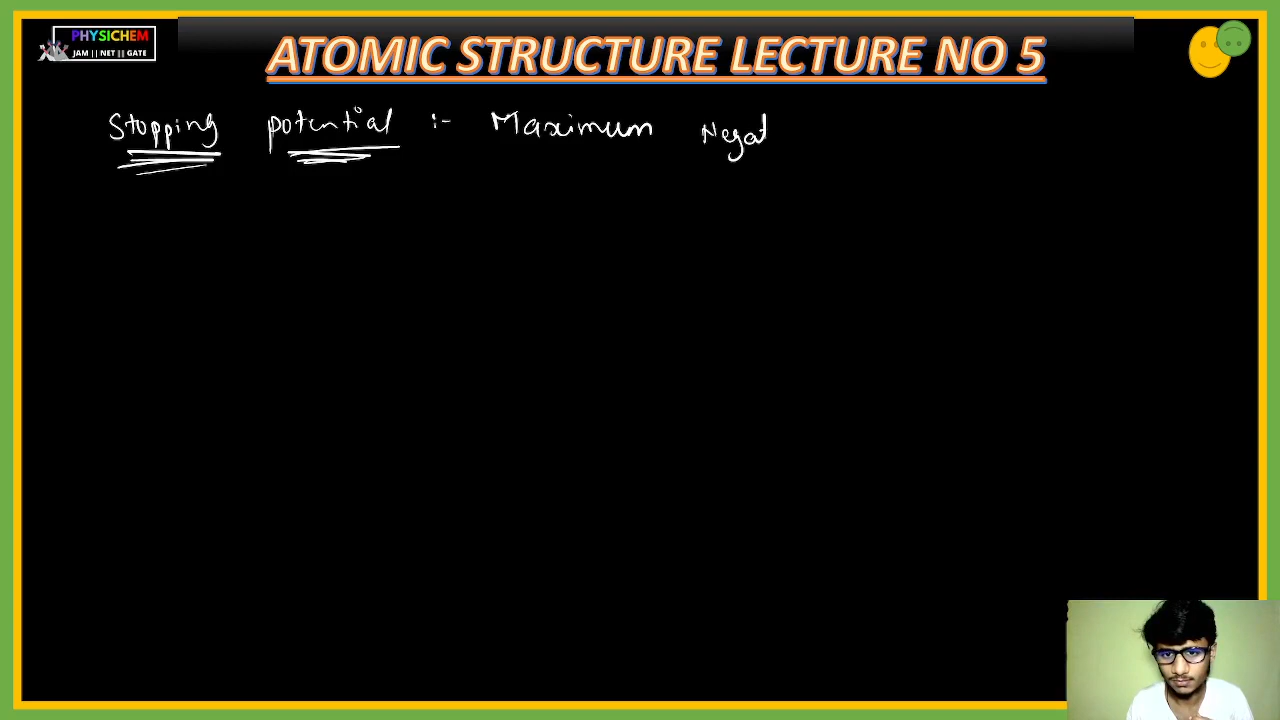 PHYSICHEM
JAM || NET || GATE
ATOMIC STRUCTURE LECTURE NO 5
Stopping potential :- Maximum Negat